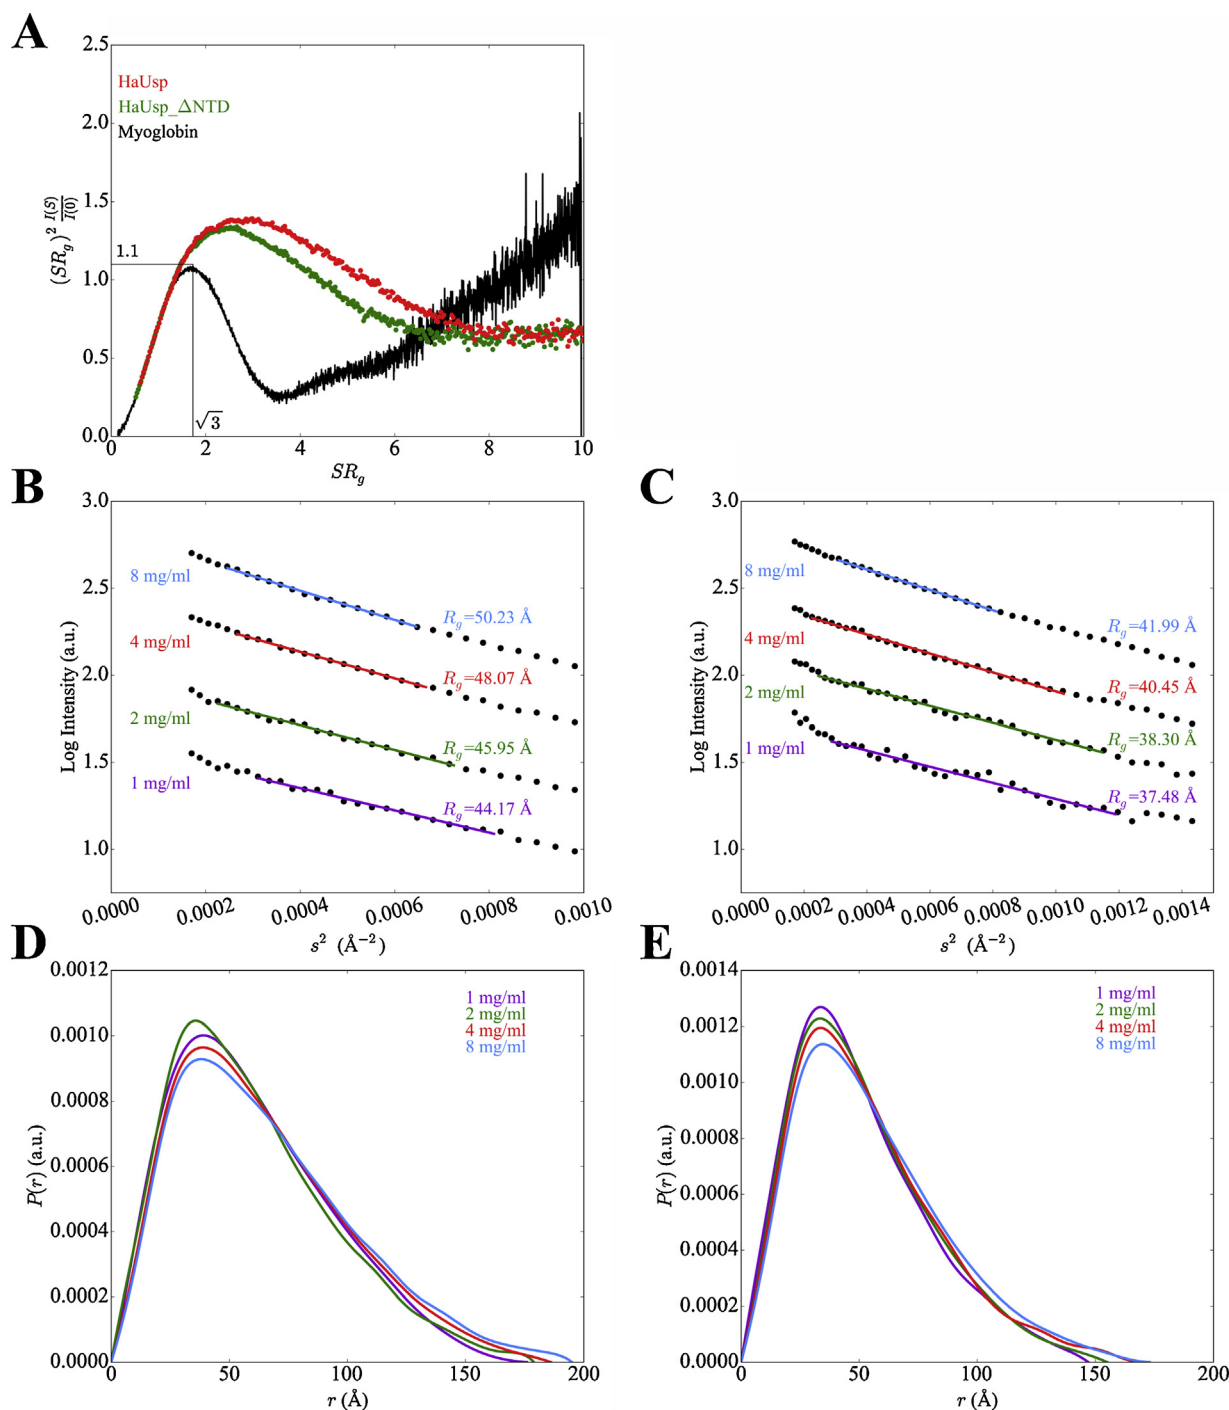 A
2.5
HaUsp
HaUsp_ΔNTD
Myoglobin
2.0
1.5
1.1
1.0
0.5
0.0
(SR_g)^2 I(S)/I(0)
√3
0 2 4 6 8 10
SR_g
B
3.0
2.5
2.0
1.5
1.0
Log Intensity (a.u.)
8 mg/ml
R_g=50.23 Å
4 mg/ml
R_g=48.07 Å
2 mg/ml
R_g=45.95 Å
1 mg/ml
R_g=44.17 Å
0.0000 0.0002 0.0004 0.0006 0.0008 0.0010
s² (Å⁻²)
C
3.0
2.5
2.0
1.5
1.0
Log Intensity (a.u.)
8 mg/ml
R_g=41.99 Å
4 mg/ml
R_g=40.45 Å
2 mg/ml
R_g=38.30 Å
1 mg/ml
R_g=37.48 Å
0.0000 0.0002 0.0004 0.0006 0.0008 0.0010 0.0012 0.0014
s² (Å⁻²)
D
0.0012
0.0010
0.0008
0.0006
0.0004
0.0002
0.0000
P(r) (a.u.)
1 mg/ml
2 mg/ml
4 mg/ml
8 mg/ml
0 50 100 150 200
r (Å)
E
0.0014
0.0012
0.0010
0.0008
0.0006
0.0004
0.0002
0.0000
P(r) (a.u.)
1 mg/ml
2 mg/ml
4 mg/ml
8 mg/ml
0 50 100 150 200
r (Å)